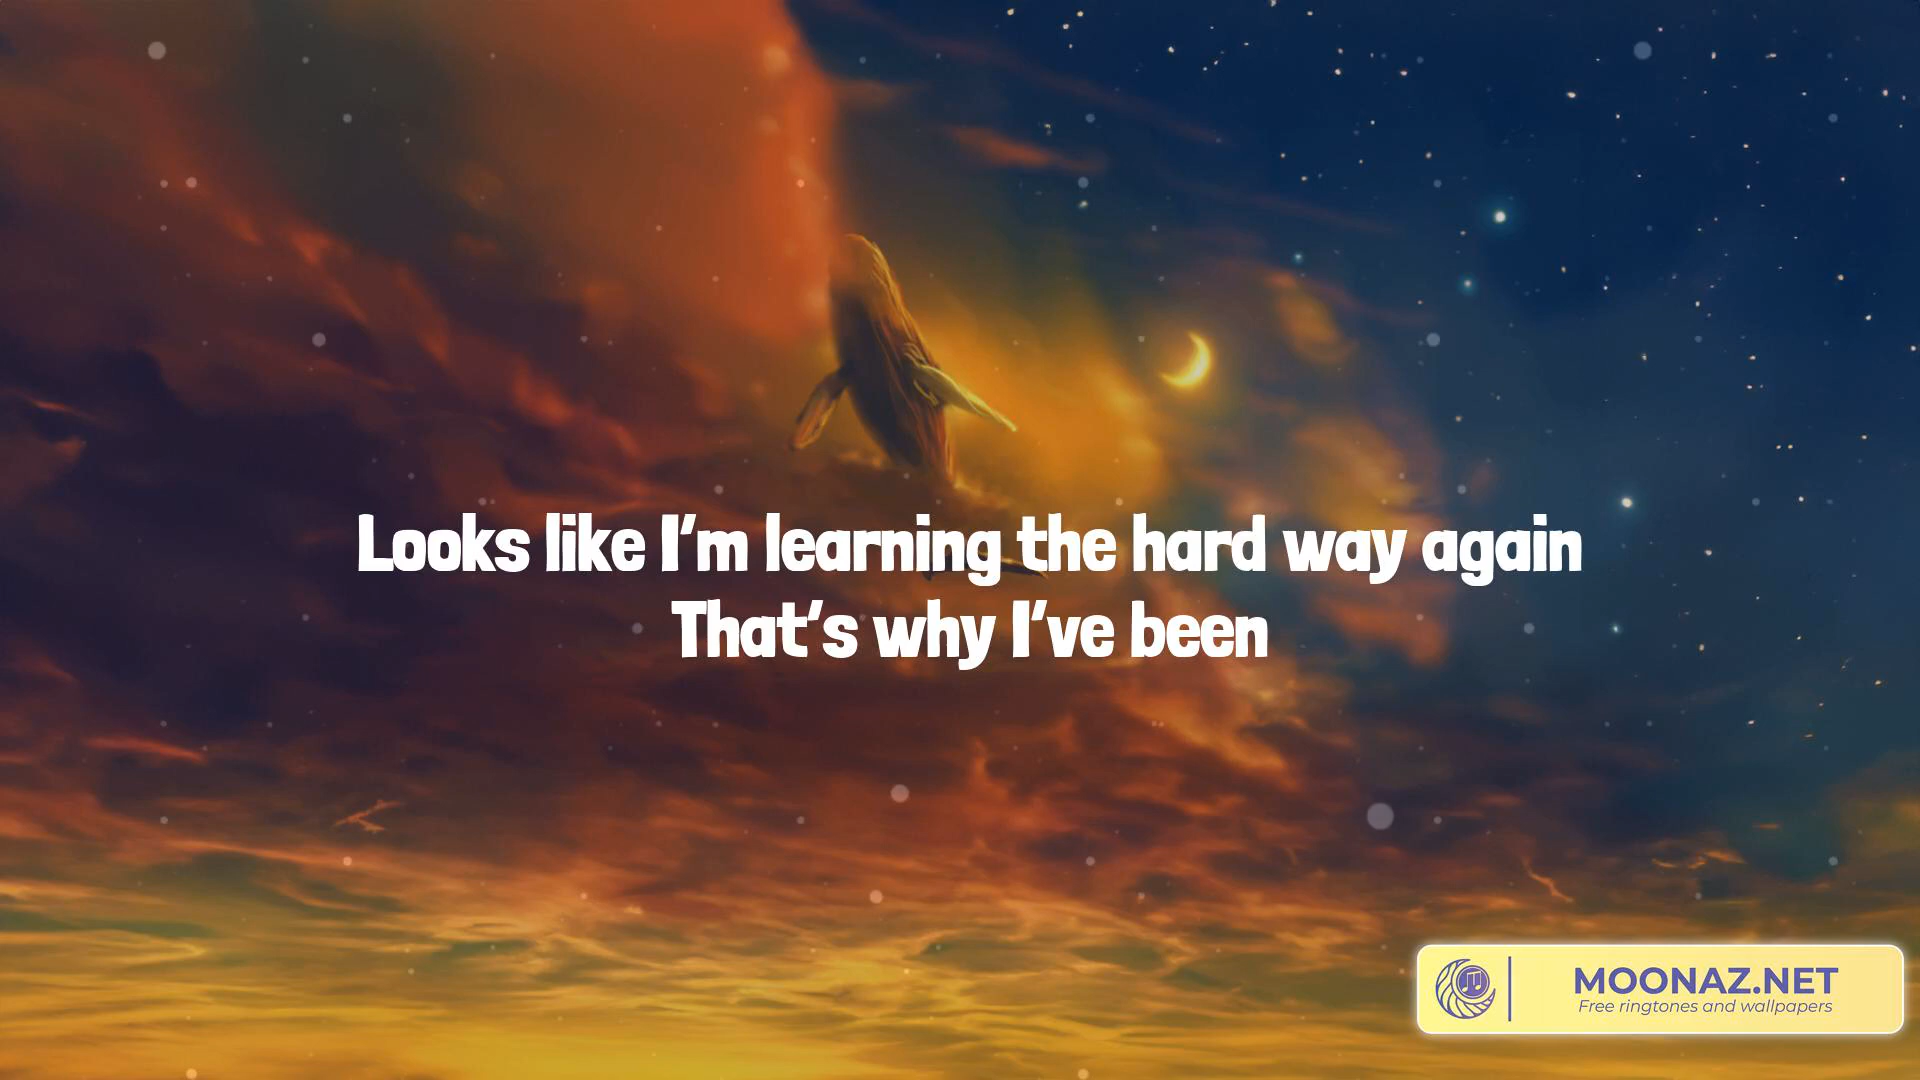 Looks like I'm learning the hard way again
That's why I've been
MOONAZ.NET
Free ringtones and wallpapers